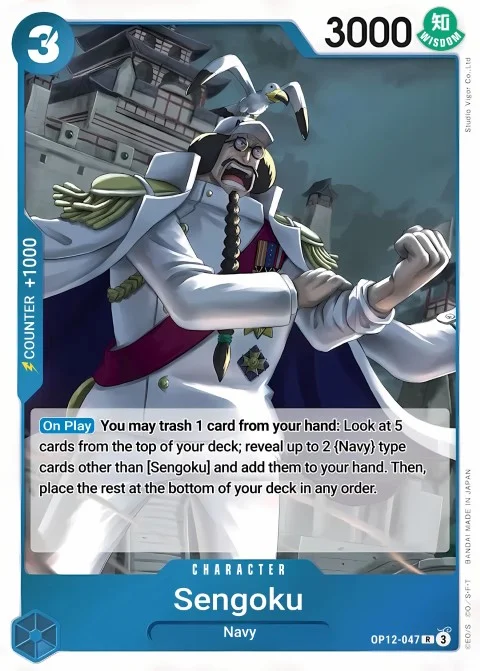 3
3000
知
WISDOM
Studio Vigor Co.,Ltd
COUNTER +1000
On Play You may trash 1 card from your hand: Look at 5
cards from the top of your deck; reveal up to 2 {Navy} type
cards other than [Sengoku] and add them to your hand. Then,
place the rest at the bottom of your deck in any order.
CHARACTER
Sengoku
Navy
OP12-047 R 3
©E.O/S ©O/S·F·T BANDAI MADE IN JAPAN